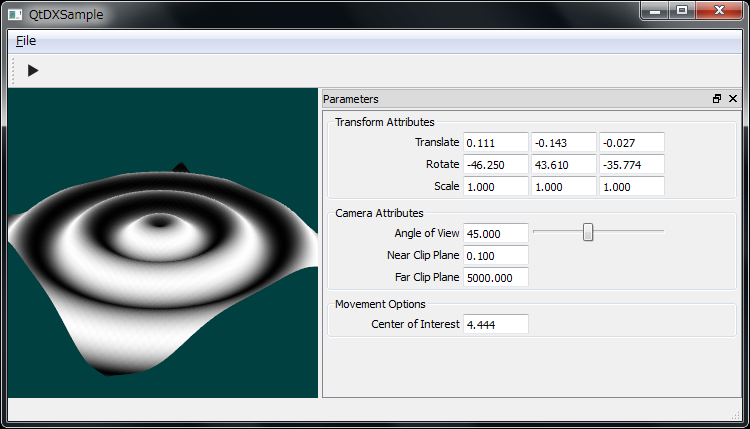 QtDXSample
File
Parameters
Transform Attributes
Translate 0.111 -0.143 -0.027
Rotate -46.250 43.610 -35.774
Scale 1.000 1.000 1.000
Camera Attributes
Angle of View 45.000
Near Clip Plane 0.100
Far Clip Plane 5000.000
Movement Options
Center of Interest 4.444